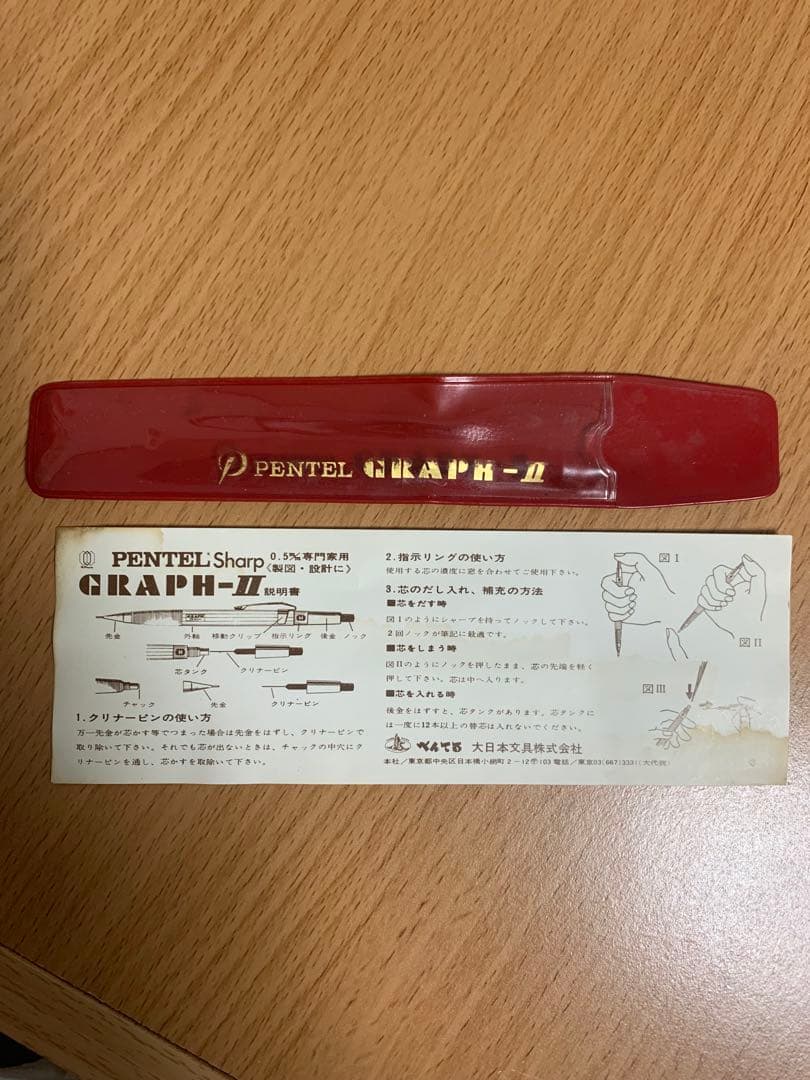 PENTEL GRAPH-II
PENTEL Sharp 0.5㎜専門家用
《製図・設計に》
GRAPH-II 説明書
先金 外軸 移動クリップ 指示リング 後金 ノック
芯タンク クリナーピン
チャック 先金 クリナーピン
1.クリナーピンの使い方
万一先金が芯かす等でつまった場合は先金をはずし、クリナーピンで
取り除いて下さい。それでも芯が出ないときは、チャックの中穴にク
リナーピンを通し、芯かすを取除いて下さい。
2.指示リングの使い方
使用する芯の濃度に窓を合わせてご使用下さい。
3.芯のだし入れ、補充の方法
■芯をだす時
図Iのようにシャープを持ってノックして下さい。
2回ノックが筆記に最適です。
■芯をしまう時
図IIのようにノックを押したまま、芯の先端を軽く
押して下さい。芯は中へ入ります。
■芯を入れる時
後金をはずすと、芯タンクがあります。芯タンクに
は一度に12本以上の替芯は入れないでください。
ぺんてる 大日本文具株式会社
本社/東京都中央区日本橋小網町2-12〒103電話/東京03(667)3331(大代表)
図I
図II
図III